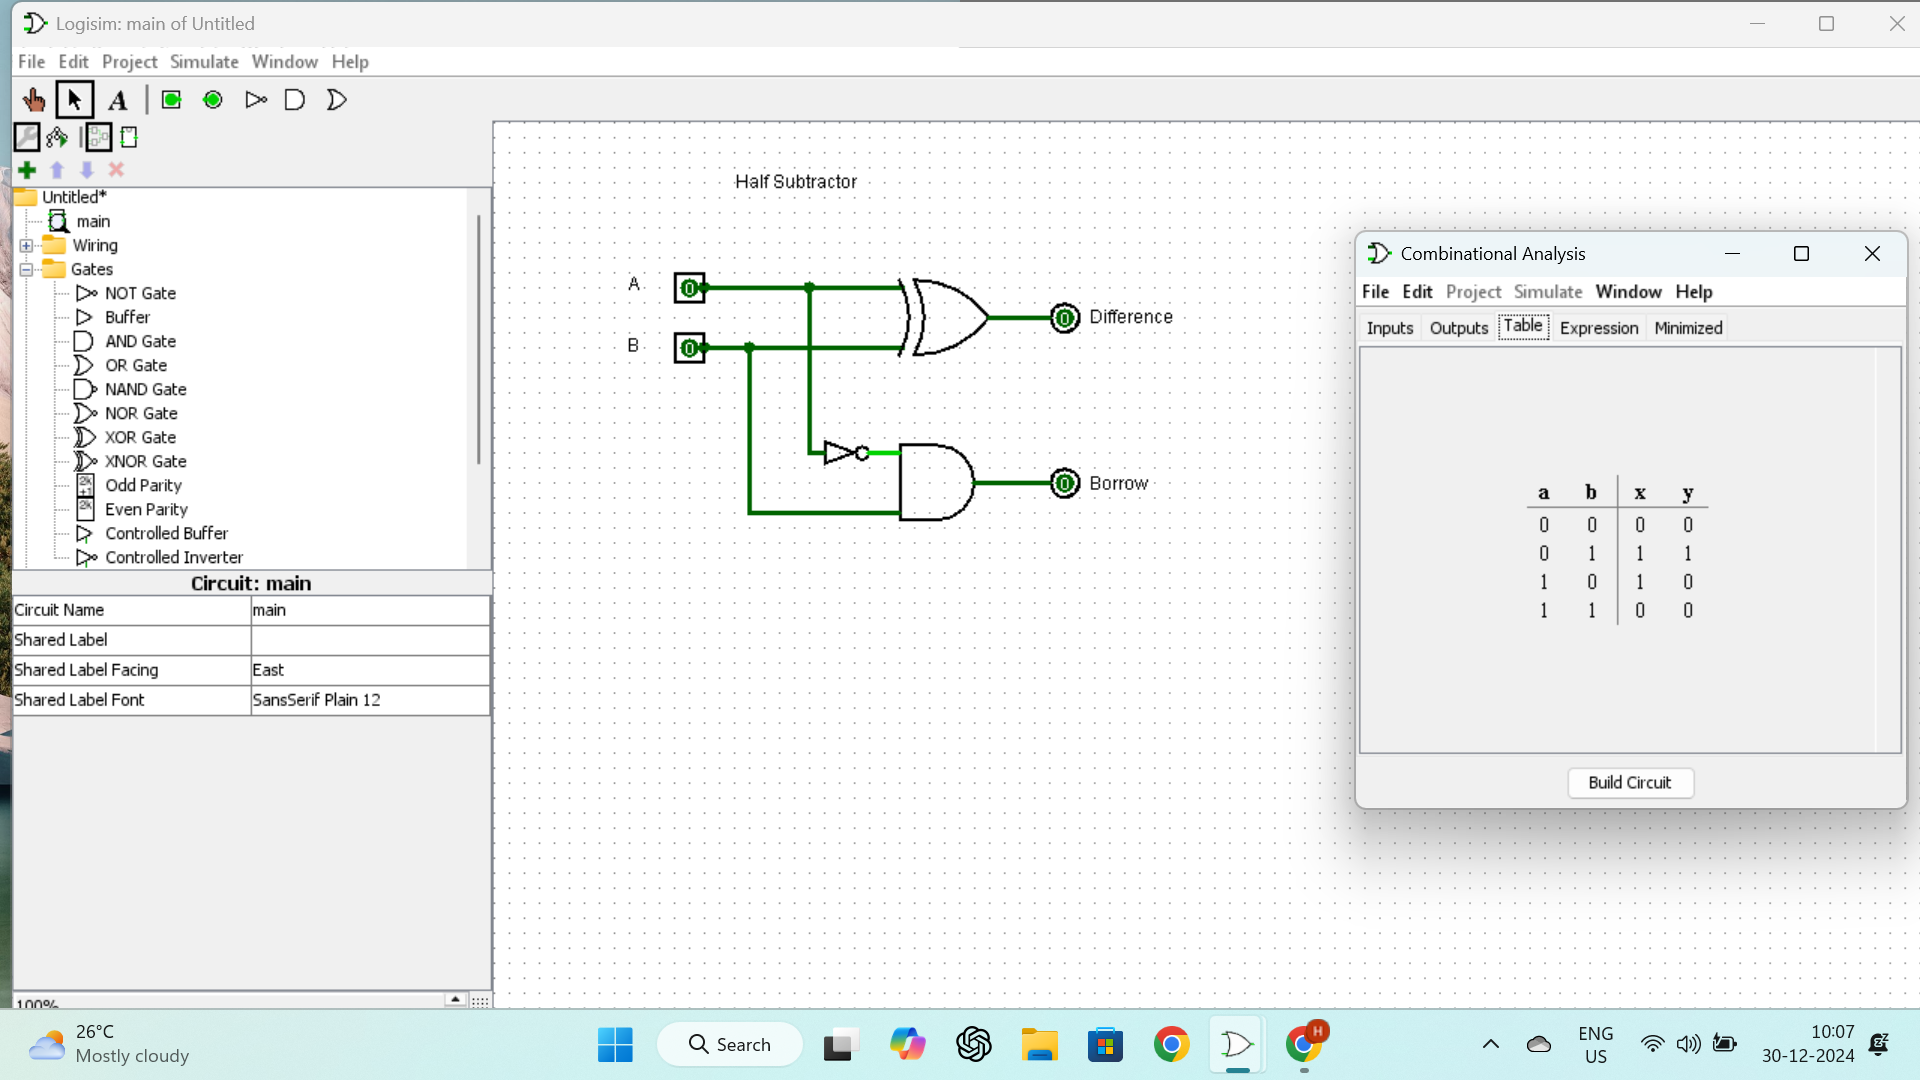 Logisim: main of Untitled
File Edit Project Simulate Window Help
A
Untitled*
main
Wiring
Gates
NOT Gate
Buffer
AND Gate
OR Gate
NAND Gate
NOR Gate
XOR Gate
XNOR Gate
Odd Parity
Even Parity
Controlled Buffer
Controlled Inverter
Circuit: main
Circuit Name main
Shared Label
Shared Label Facing East
Shared Label Font SansSerif Plain 12
100%
Half Subtractor
A 0
B 0
0 Difference
0 Borrow
Combinational Analysis
File Edit Project Simulate Window Help
Inputs Outputs Table Expression Minimized
a b x y
0 0 0 0
0 1 1 1
1 0 1 0
1 1 0 0
Build Circuit
26°C
Mostly cloudy
Search
H
ENG
US
10:07
30-12-2024